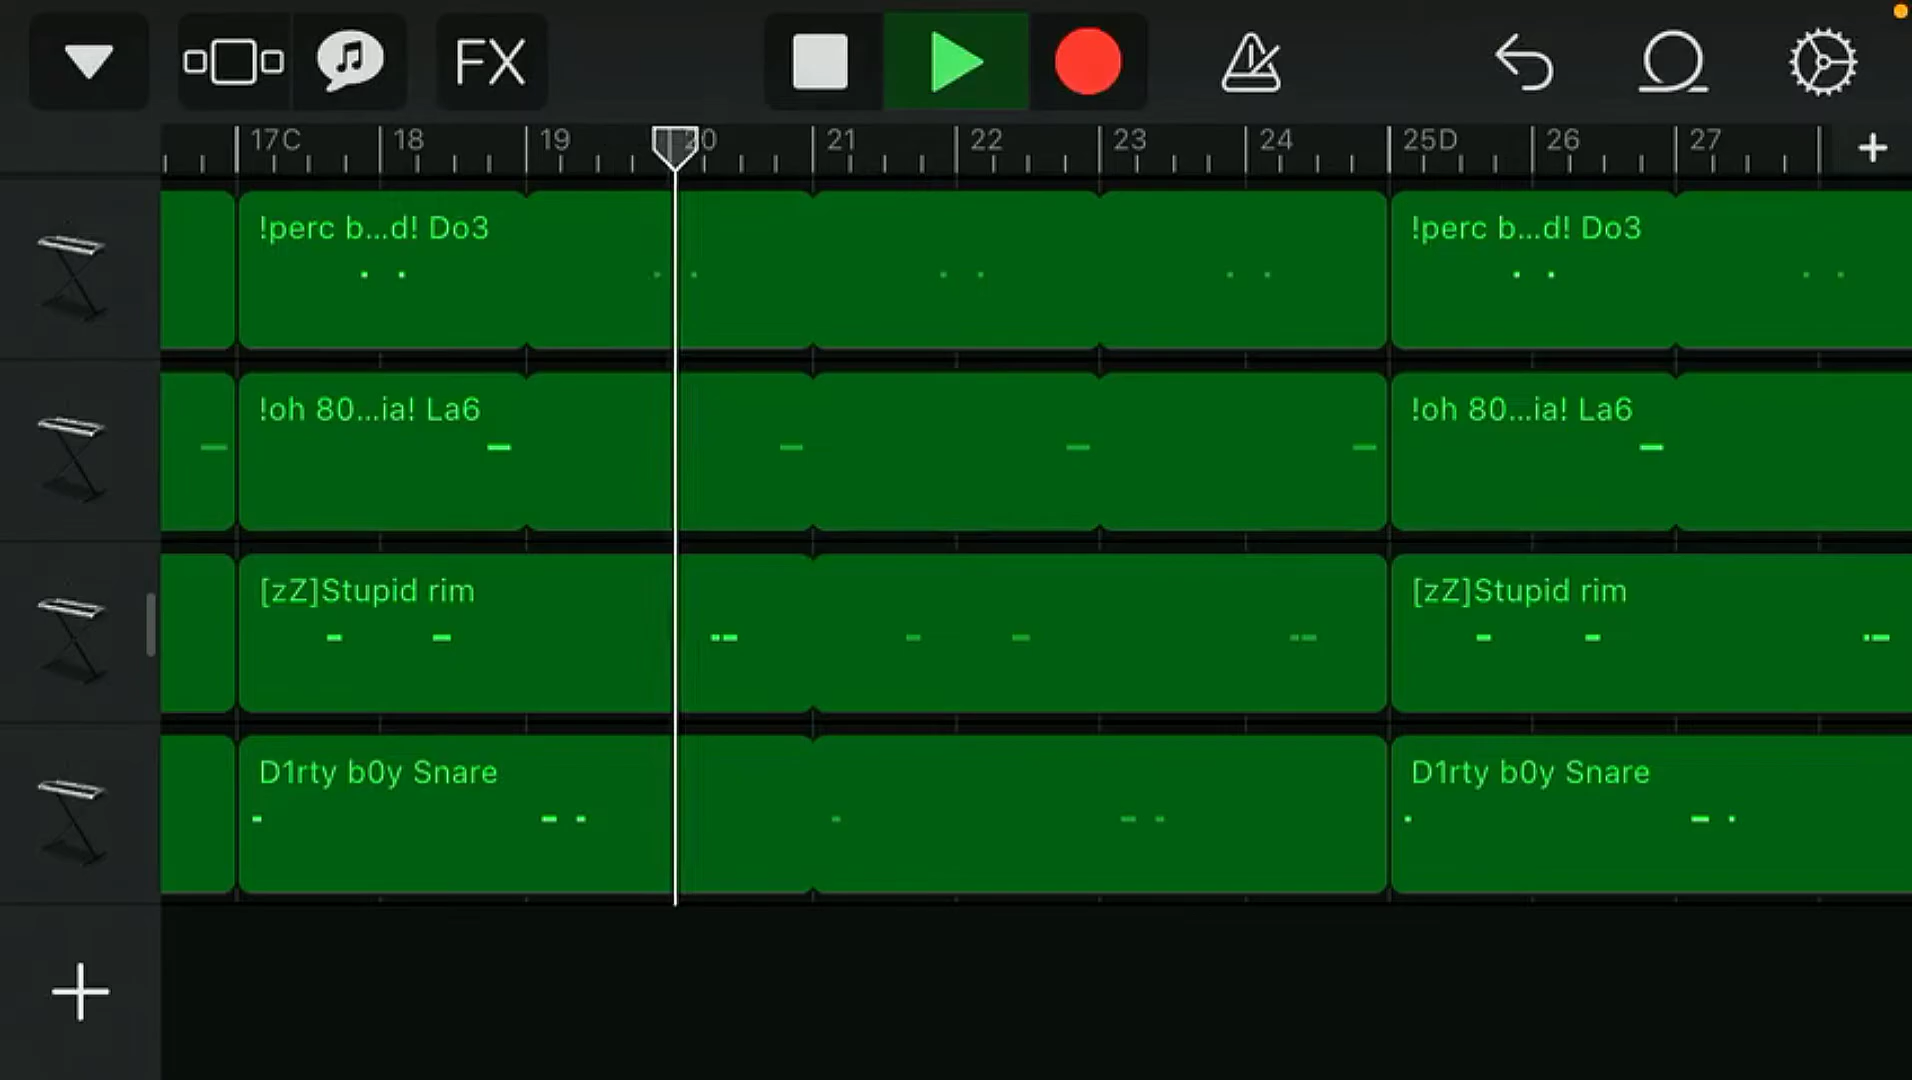 FX
17C 18 19 20 21 22 23 24 25D 26 27 +
!perc b...d! Do3 !perc b...d! Do3
!oh 80...ia! La6 !oh 80...ia! La6
[zZ]Stupid rim [zZ]Stupid rim
D1rty b0y Snare D1rty b0y Snare